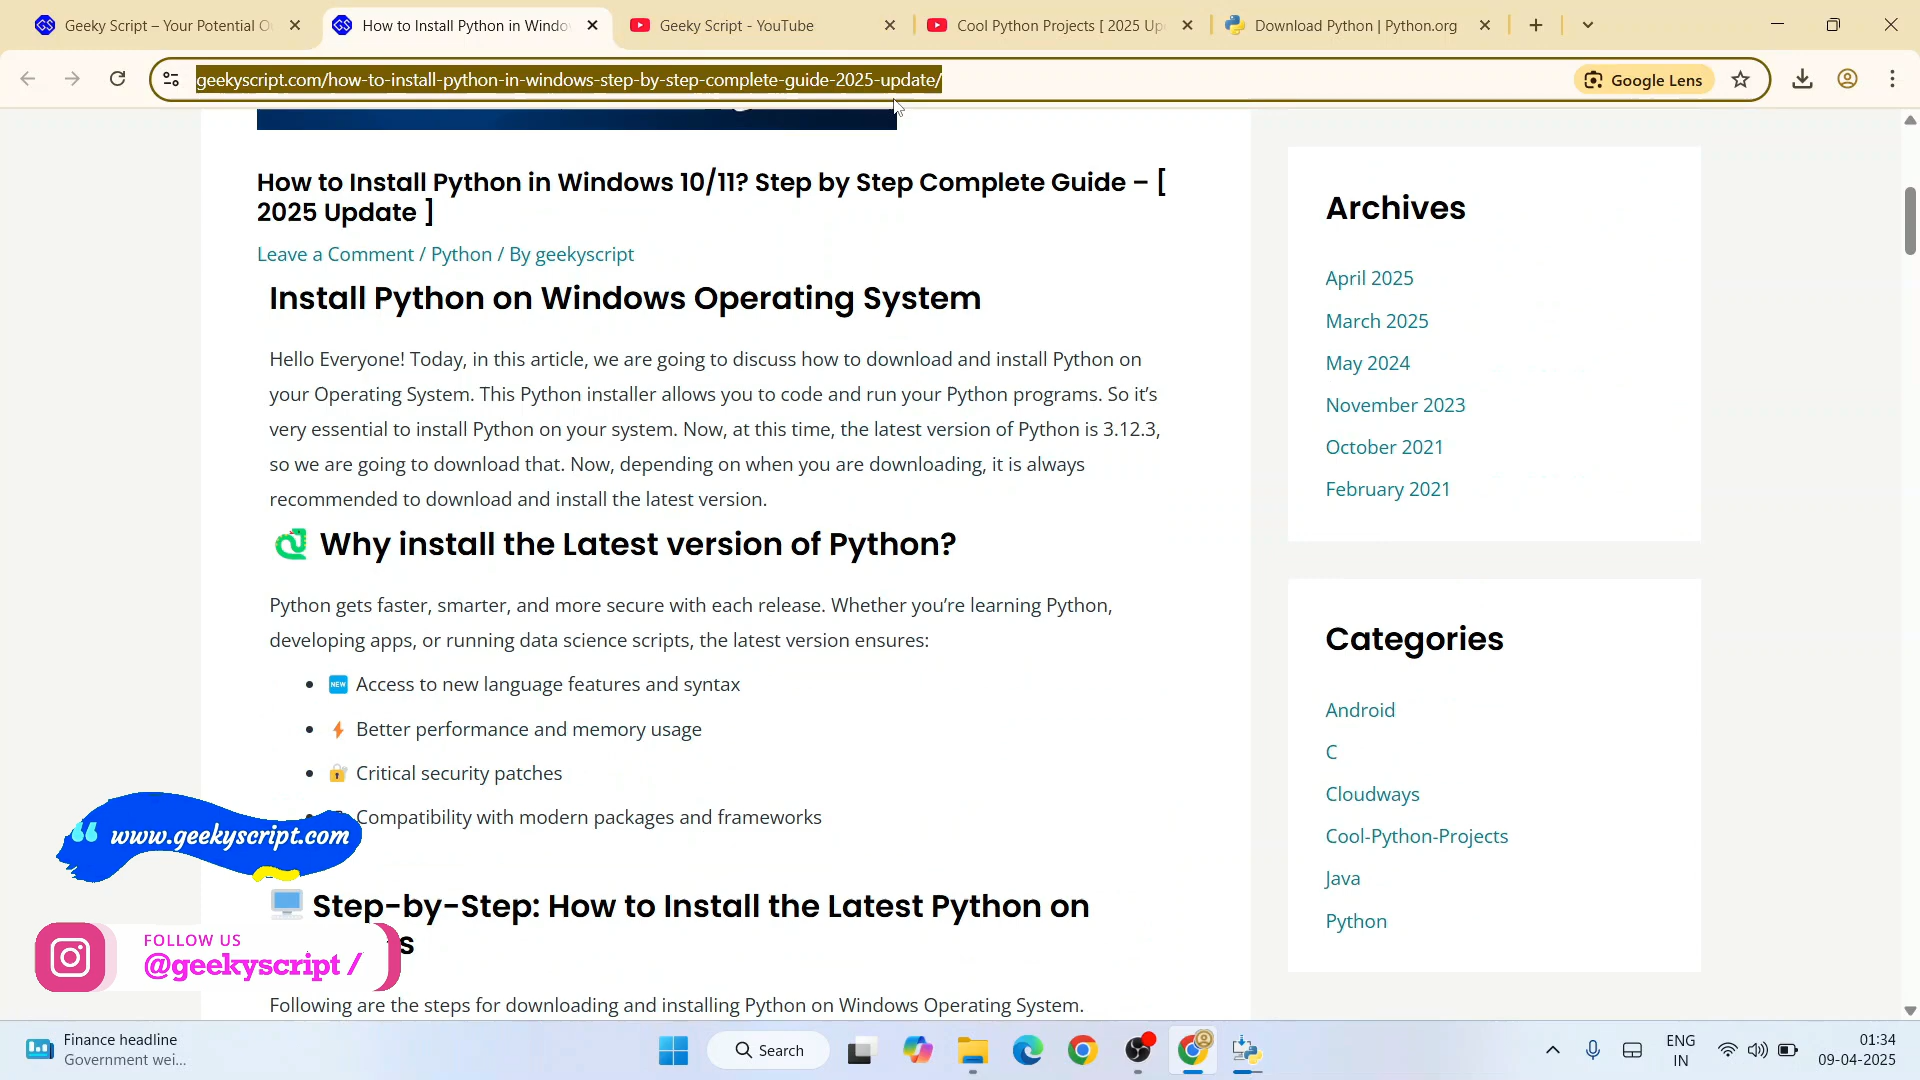 Geeky Script – Your Potential O
How to Install Python in Windo
Geeky Script - YouTube
Cool Python Projects [ 2025 Up
Download Python | Python.org
geekyscript.com/how-to-install-python-in-windows-step-by-step-complete-guide-2025-update/
Google Lens
How to Install Python in Windows 10/11? Step by Step Complete Guide – [
2025 Update ]
Leave a Comment / Python / By geekyscript
Install Python on Windows Operating System
Hello Everyone! Today, in this article, we are going to discuss how to download and install Python on
your Operating System. This Python installer allows you to code and run your Python programs. So it’s
very essential to install Python on your system. Now, at this time, the latest version of Python is 3.12.3,
so we are going to download that. Now, depending on when you are downloading, it is always
recommended to download and install the latest version.
Why install the Latest version of Python?
Python gets faster, smarter, and more secure with each release. Whether you’re learning Python,
developing apps, or running data science scripts, the latest version ensures:
NEW Access to new language features and syntax
Better performance and memory usage
Critical security patches
Compatibility with modern packages and frameworks
Step-by-Step: How to Install the Latest Python on
s
Following are the steps for downloading and installing Python on Windows Operating System.
Archives
April 2025
March 2025
May 2024
November 2023
October 2021
February 2021
Categories
Android
C
Cloudways
Cool-Python-Projects
Java
Python
www.geekyscript.com
FOLLOW US
@geekyscript /
Finance headline
Government wei...
Search
ENG
IN
01:34
09-04-2025